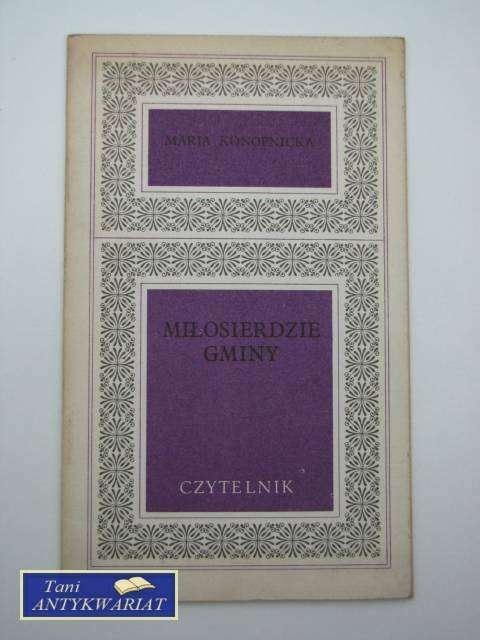 MARIA KONOPNICKA
MIŁOSIERDZIE
GMINY
CZYTELNIK
Tani
ANTYKWARIAT